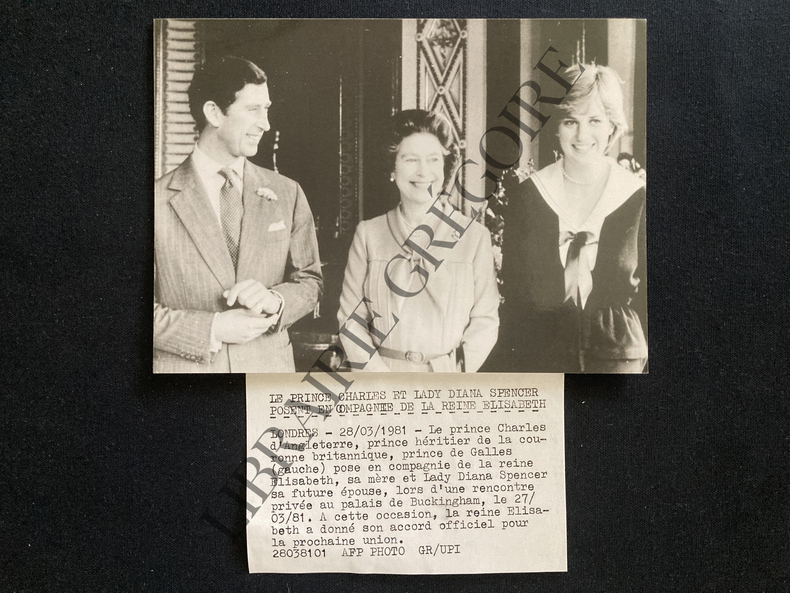 LE PRINCE CHARLES ET LADY DIANA SPENCER
POSENT EN COMPAGNIE DE LA REINE ELISABETH
LONDRES - 28/03/1981 - Le prince Charles
d'Angleterre, prince héritier de la cou-
ronne britannique, prince de Galles
(gauche) pose en compagnie de la reine
Elisabeth, sa mère et Lady Diana Spencer
sa future épouse, lors d'une rencontre
privée au palais de Buckingham, le 27/
03/81. A cette occasion, la reine Elisa-
beth a donné son accord officiel pour
la prochaine union.
28038101 AFP PHOTO GR/UPI
LIBRAIRIE GRÉGOIRE